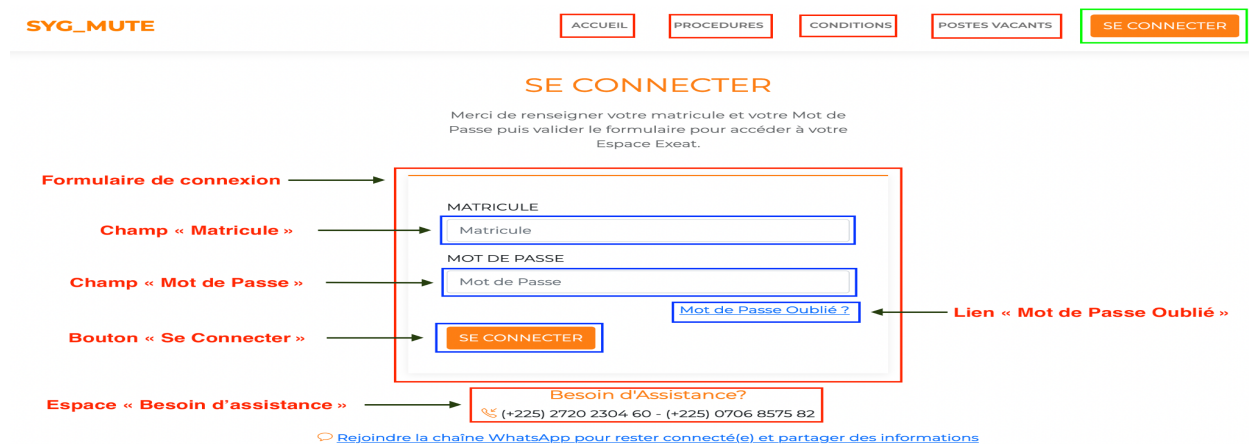 SYG_MUTE ACCUEIL PROCEDURES CONDITIONS POSTES VACANTS SE CONNECTER
SE CONNECTER
Merci de renseigner votre matricule et votre Mot de
Passe puis valider le formulaire pour accéder à votre
Espace Exeat.
Formulaire de connexion
MATRICULE
Champ « Matricule » Matricule
MOT DE PASSE
Champ « Mot de Passe » Mot de Passe
Mot de Passe Oublié ? Lien « Mot de Passe Oublié »
Bouton « Se Connecter » SE CONNECTER
Besoin d'Assistance?
Espace « Besoin d'assistance » (+225) 2720 2304 60 - (+225) 0706 8575 82
Rejoindre la chaîne WhatsApp pour rester connecté(e) et partager des informations